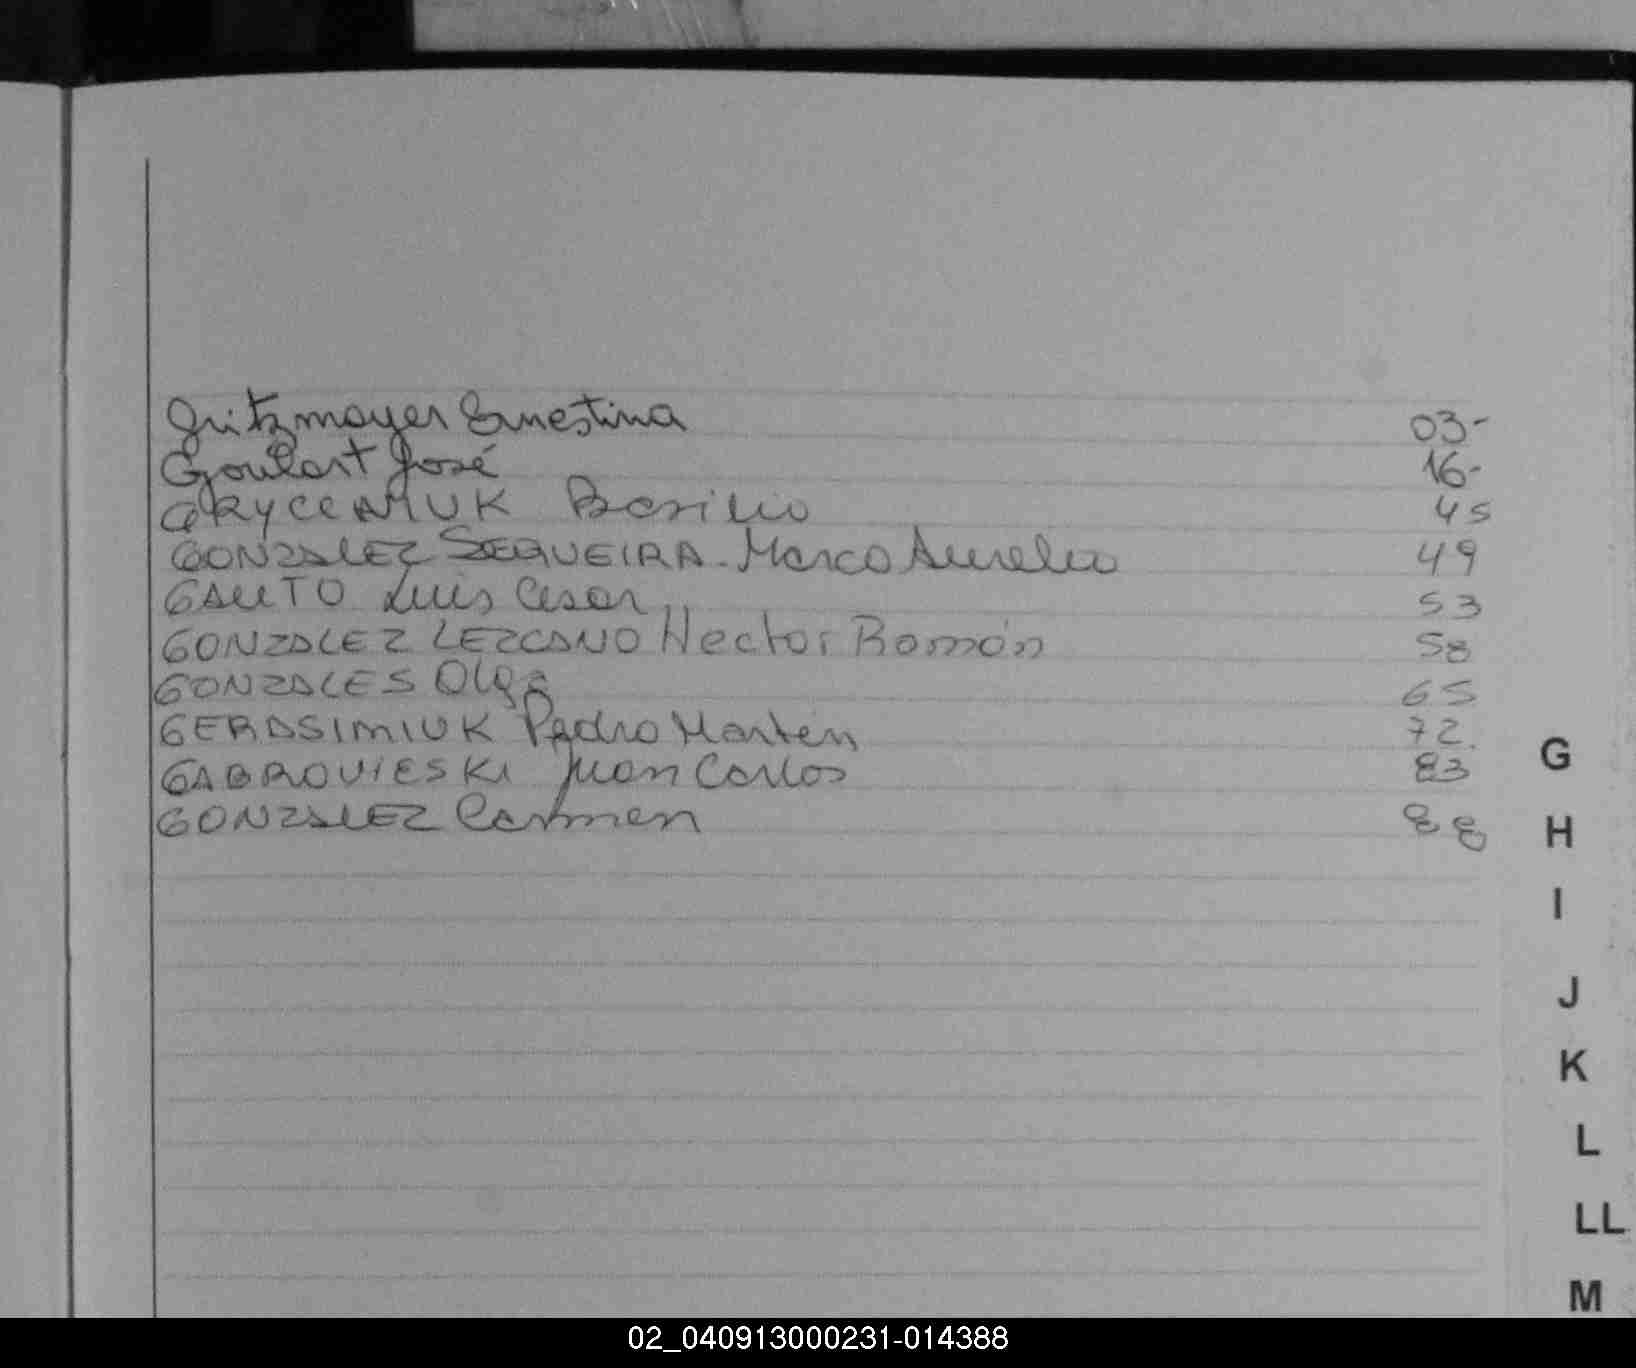 Gritzmayer Ernestina 03-
Goulart José 16-
GRYCENIUK Basilio 45
GONZALEZ SEQUEIRA - Marco Aurelio 49
GAUTO Luis Cesar 53
GONZALEZ LEZCANO Hector Ramón 58
GONZALES Olga 65
GERASIMIUK Pedro Martin 72.
GABROVIESKI Juan Carlos 83
GONZALEZ Carmen 88
G
H
I
J
K
L
LL
M
02_040913000231-014388